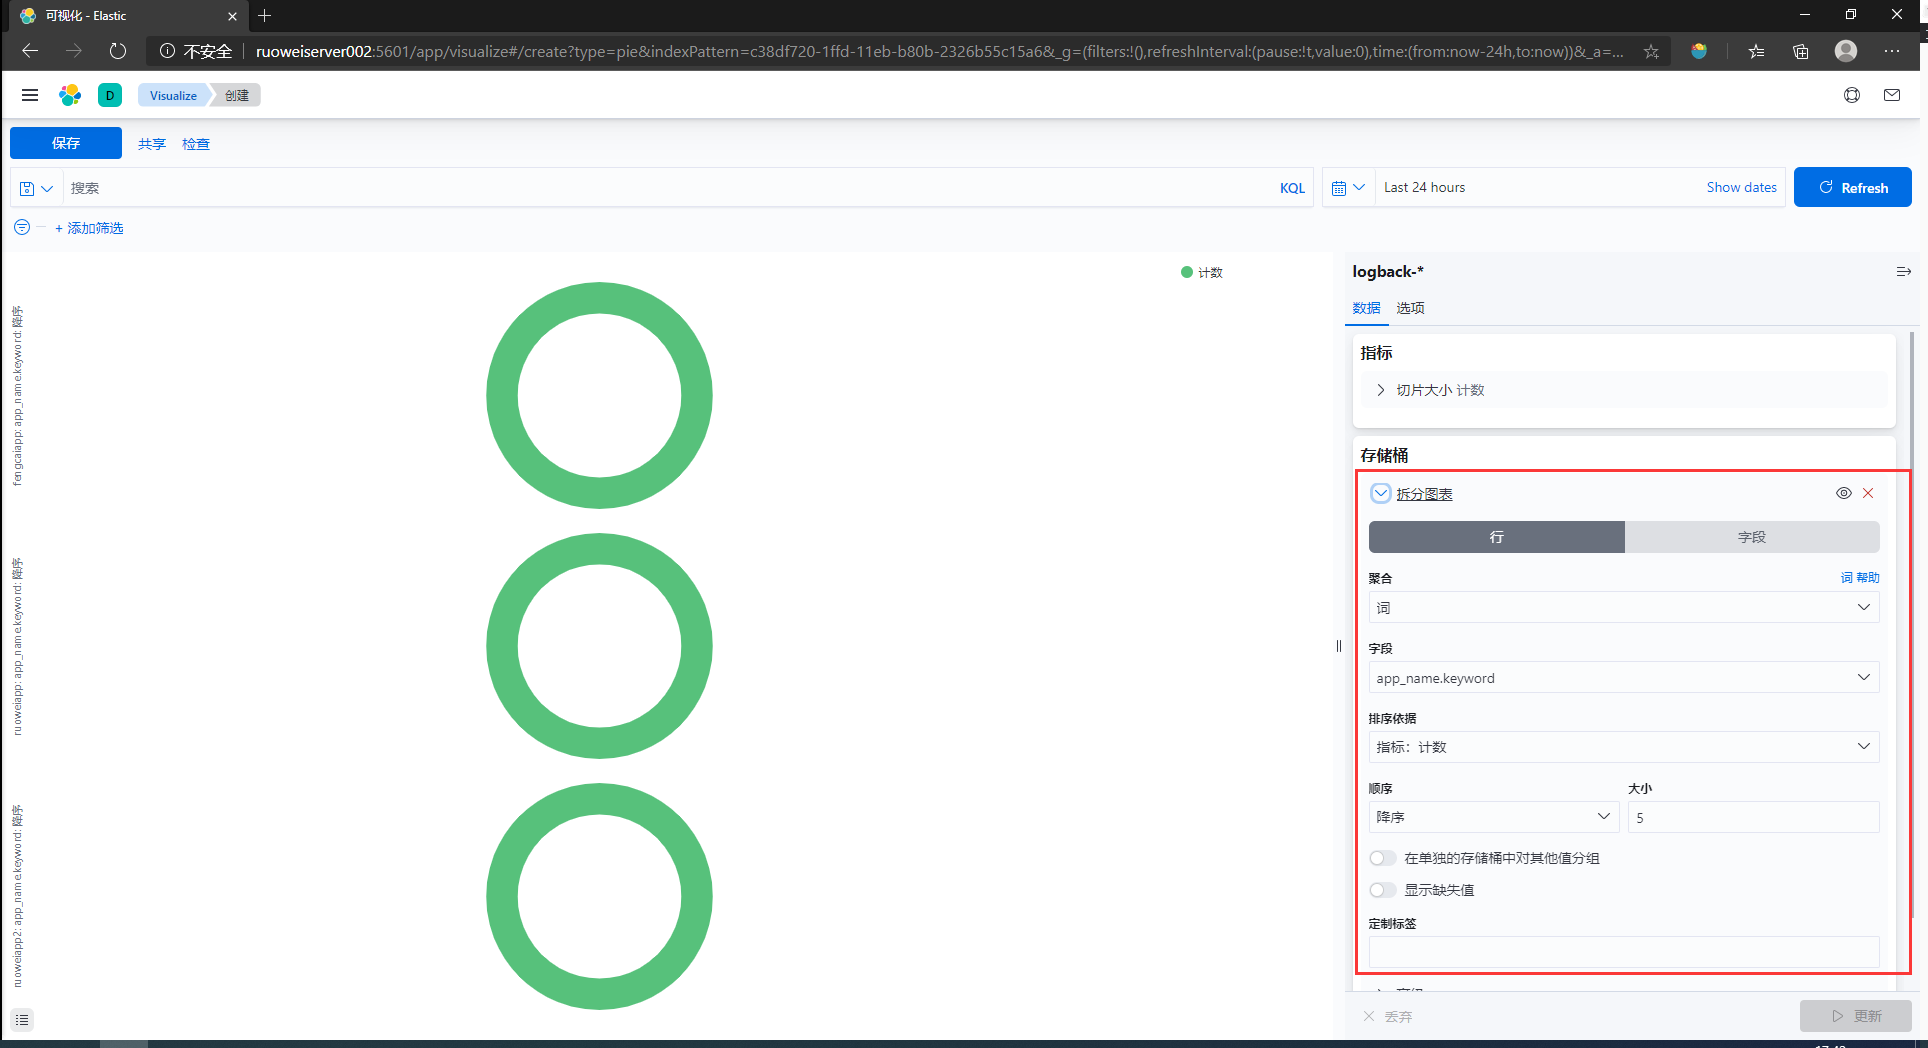 可视化 - Elastic
不安全
ruoweiserver002:5601/app/visualize#/create?type=pie&indexPattern=c38df720-1ffd-11eb-b80b-2326b55c15a6&_g=(filters:!(),refreshInterval:(pause:!t,value:0),time:(from:now-24h,to:now))&_a=...
D
Visualize
创建
保存
共享
检查
搜索
KQL
Last 24 hours
Show dates
Refresh
+ 添加筛选
计数
fengcaiapp: app_name.keyword: 降序
ruoweiapp: app_name.keyword: 降序
ruoweiapp2: app_name.keyword: 降序
logback-*
数据
选项
指标
切片大小 计数
存储桶
拆分图表
行
字段
聚合
词 帮助
词
字段
app_name.keyword
排序依据
指标：计数
顺序
大小
降序
5
在单独的存储桶中对其他值分组
显示缺失值
定制标签
丢弃
更新